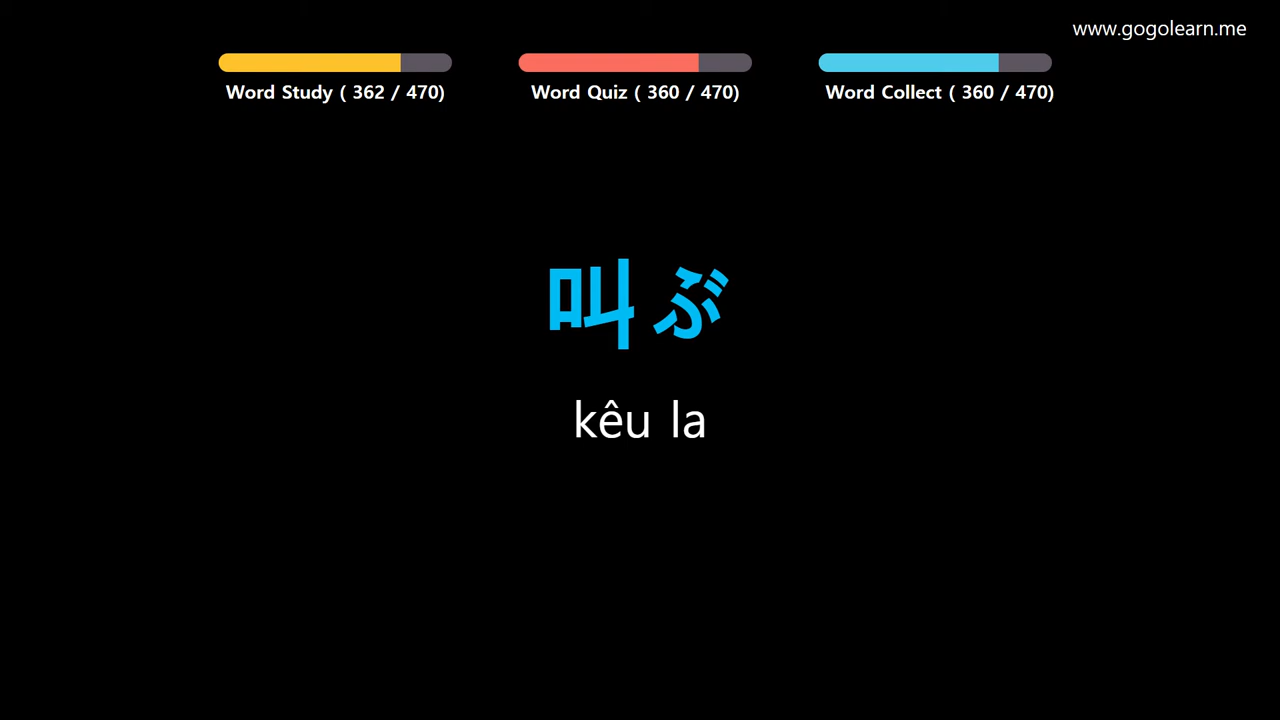 www.gogolearn.me
Word Study ( 362 / 470)
Word Quiz ( 360 / 470)
Word Collect ( 360 / 470)
叫ぶ
kêu la